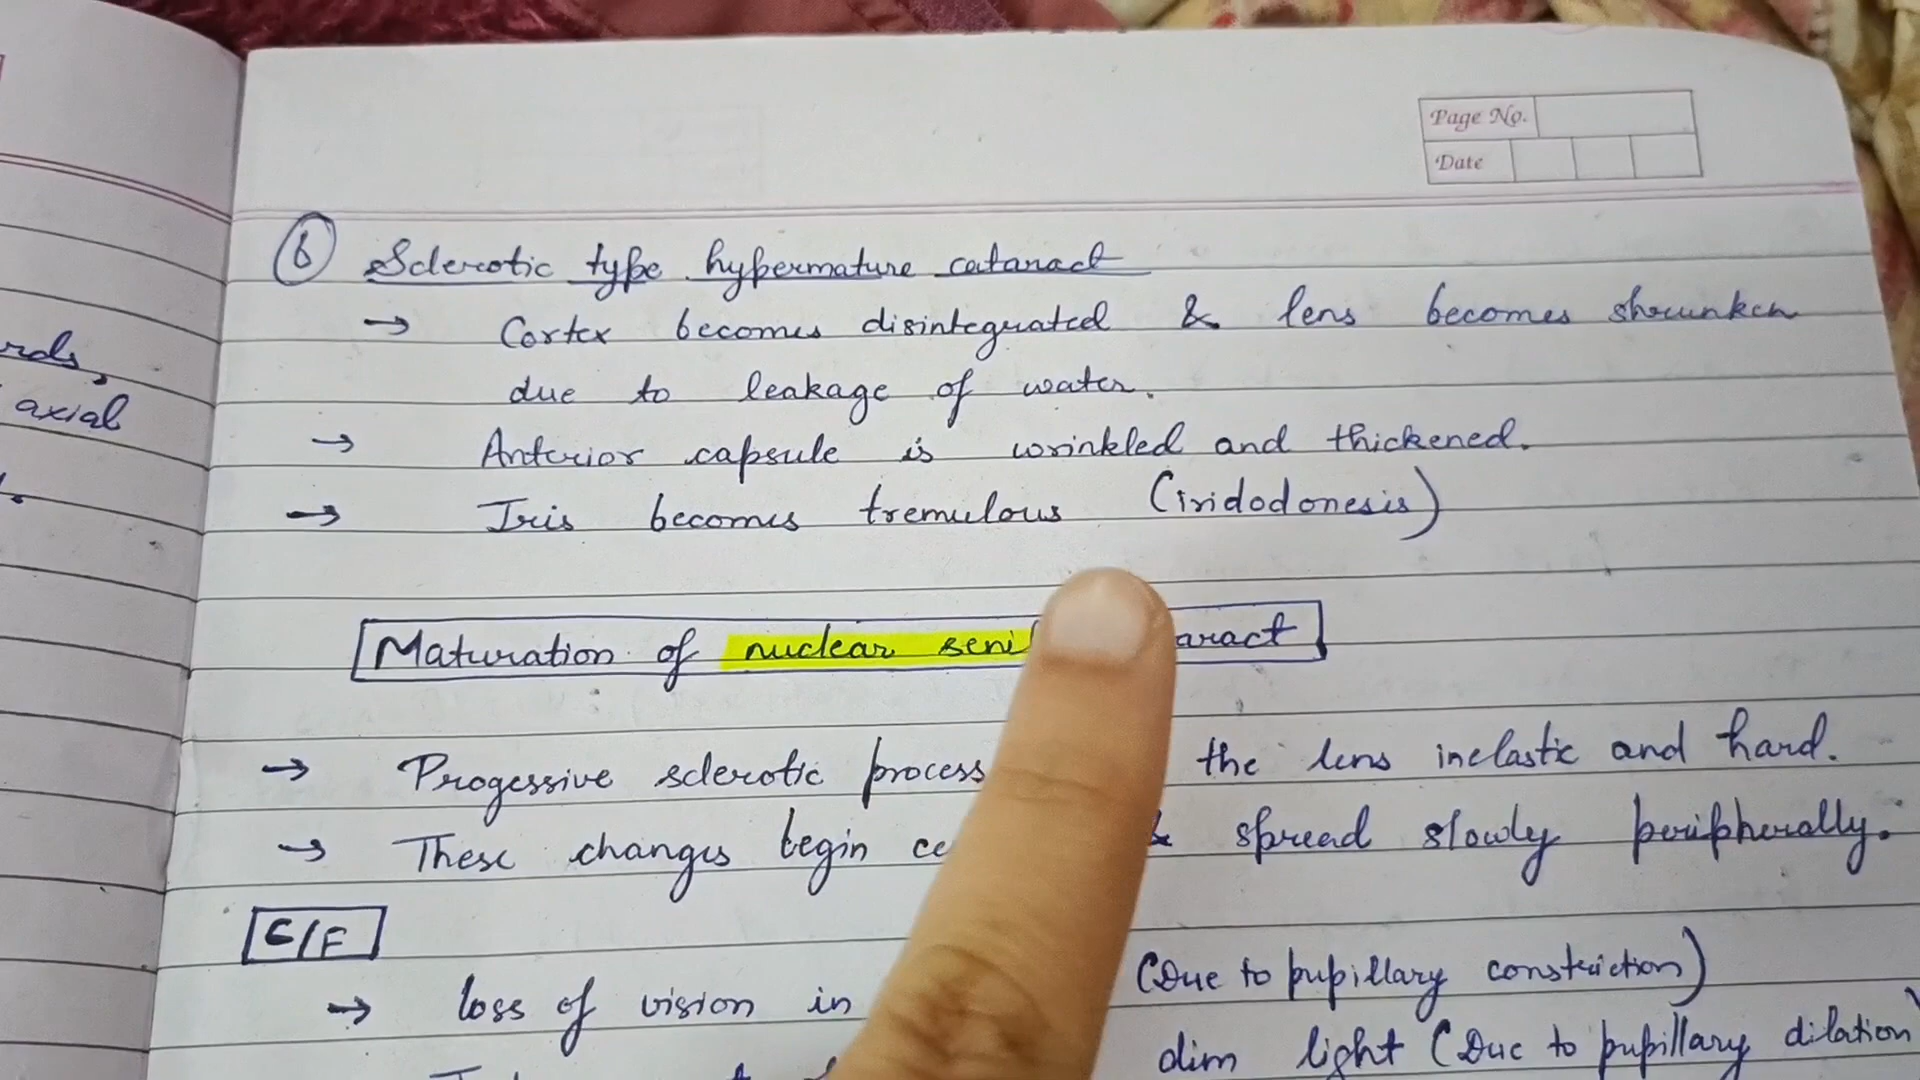 Page No.
Date
rds,
axial
b Sclerotic type hypermature cataract
→ Cortex becomes disintegrated & lens becomes shrunken
due to leakage of water.
→ Anterior capsule is wrinkled and thickened.
→ Iris becomes tremulous (iridodonesis)
Maturation of nuclear seni aract
→ Progessive sclerotic process the lens inelastic and hard.
→ These changes begin ce & spread slowly peripherally.
C/F
→ loss of vision in (Due to pupillary constriction)
dim light (Due to pupillary dilation